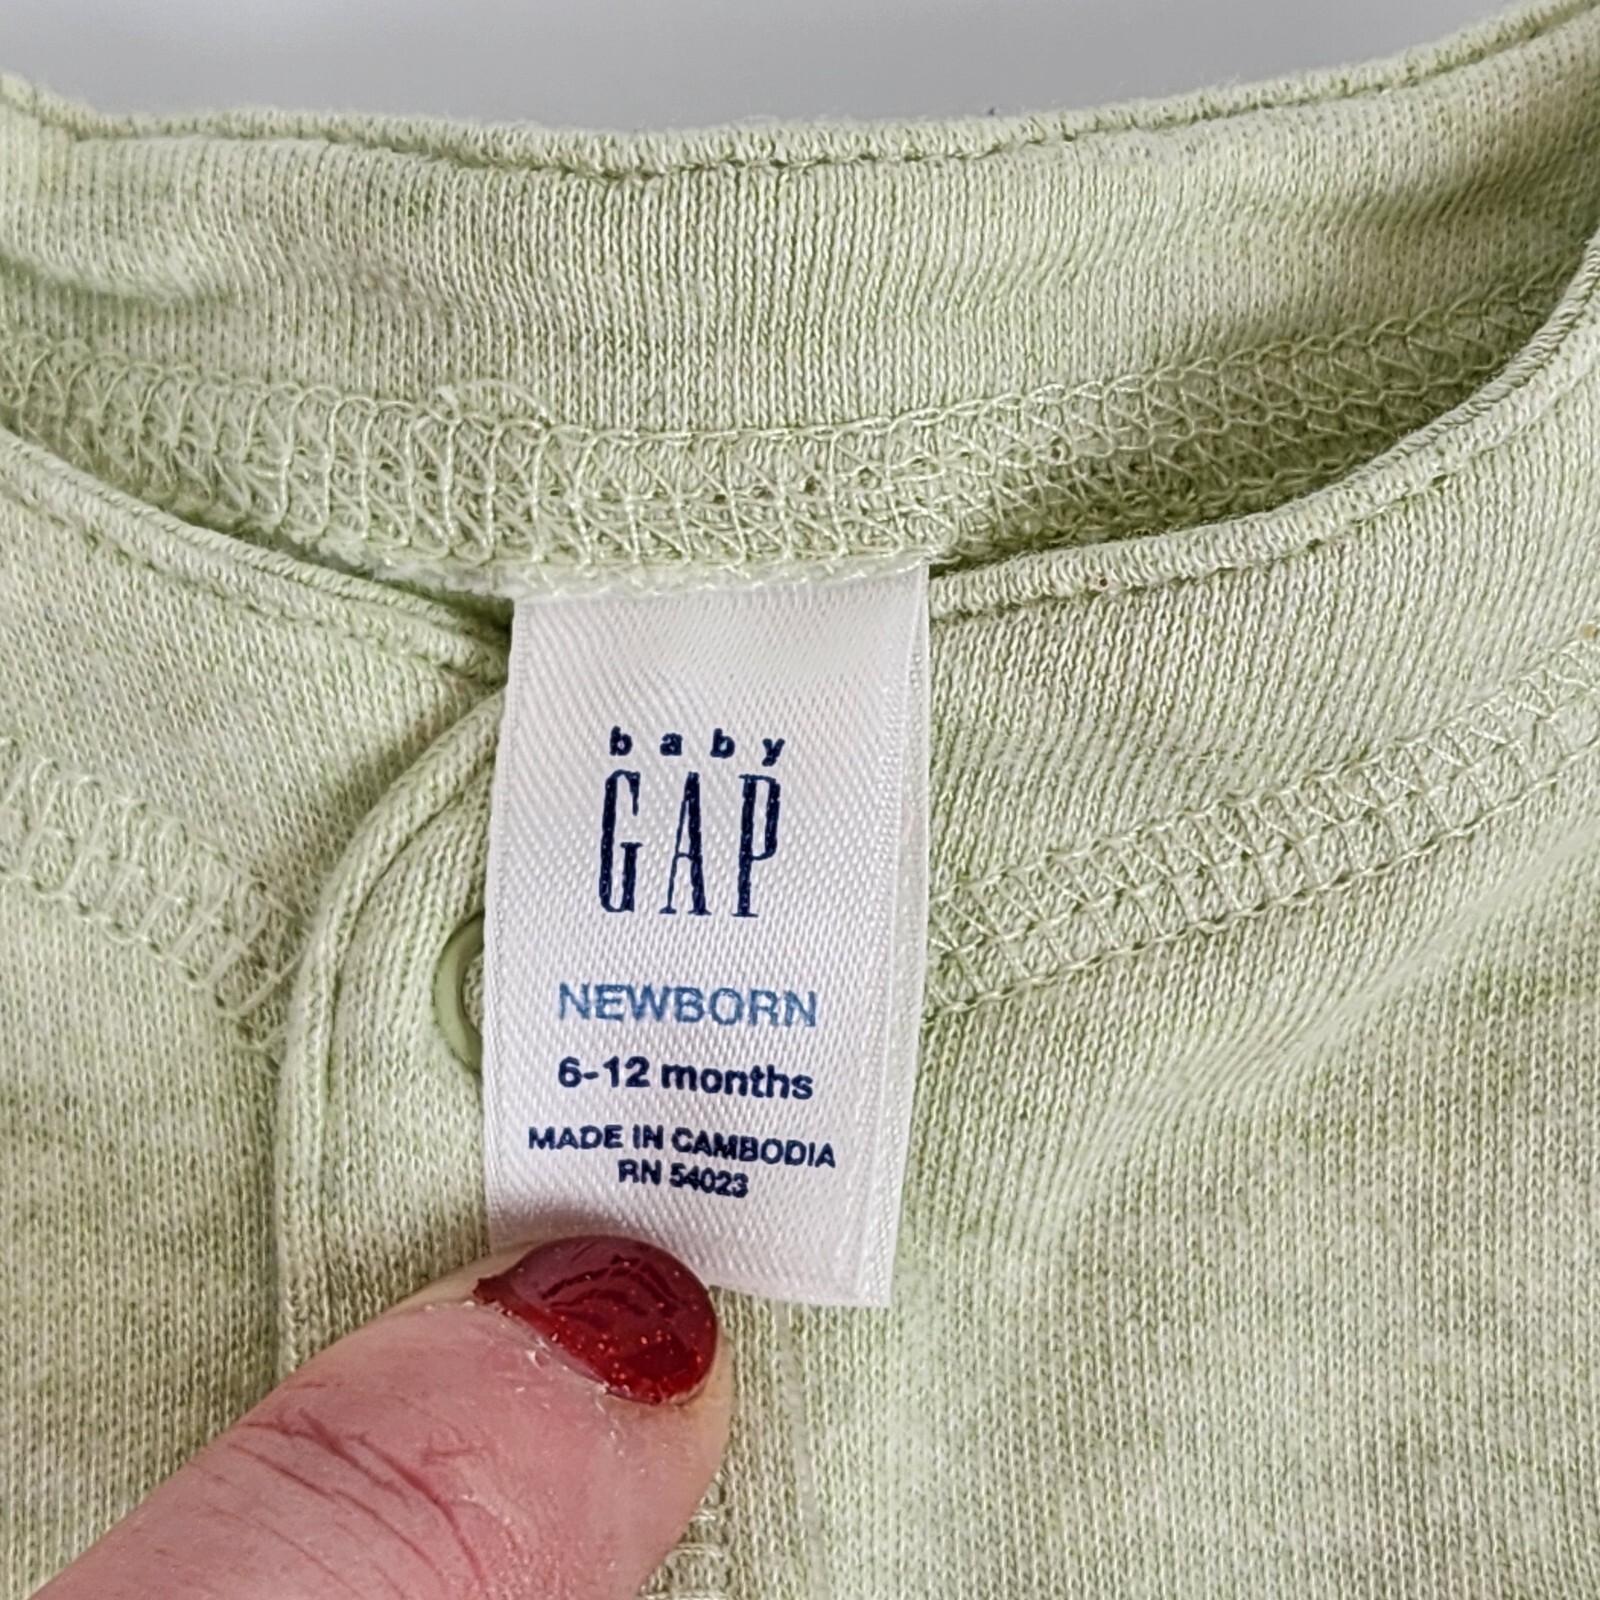 baby
GAP
NEWBORN
6-12 months
MADE IN CAMBODIA
RN 54023